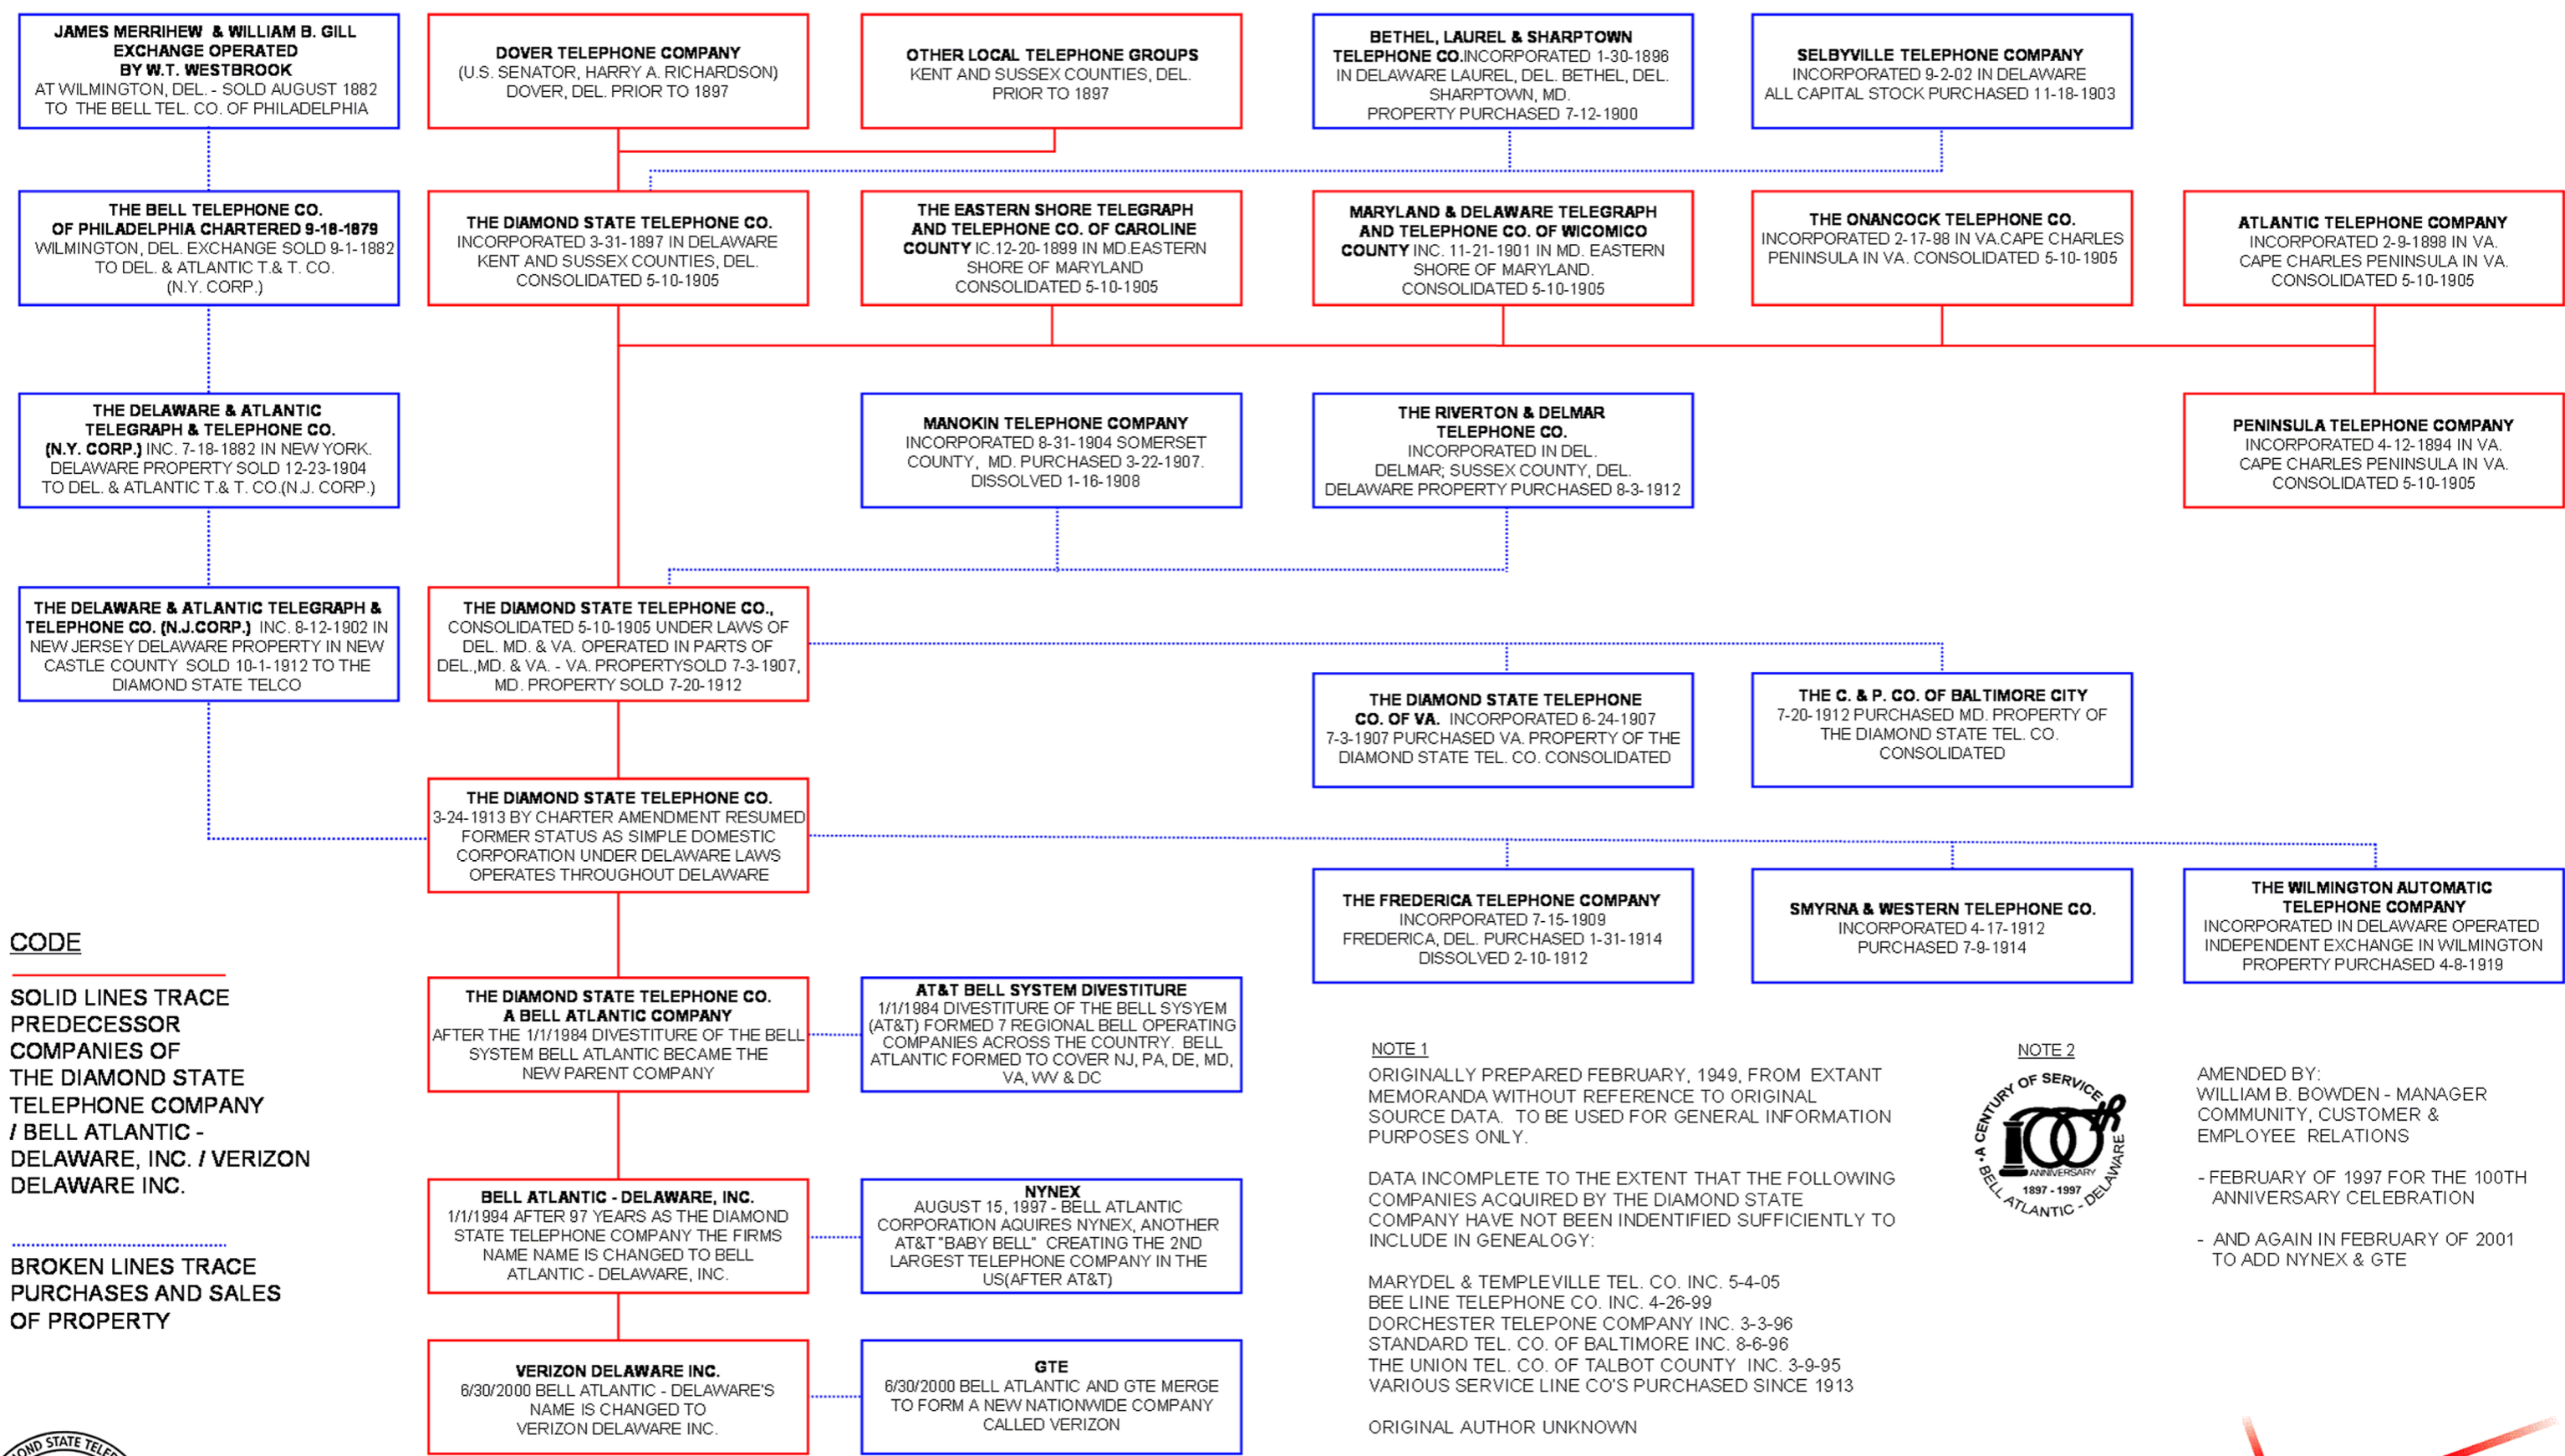 JAMES MERRIHEW & WILLIAM B. GILL
EXCHANGE OPERATED
BY W.T. WESTBROOK
AT WILMINGTON, DEL. - SOLD AUGUST 1882
TO THE BELL TEL. CO. OF PHILADELPHIA
DOVER TELEPHONE COMPANY
(U.S. SENATOR, HARRY A. RICHARDSON)
DOVER, DEL. PRIOR TO 1897
OTHER LOCAL TELEPHONE GROUPS
KENT AND SUSSEX COUNTIES, DEL.
PRIOR TO 1897
BETHEL, LAUREL & SHARPTOWN
TELEPHONE CO.INCORPORATED 1-30-1896
IN DELAWARE LAUREL, DEL. BETHEL, DEL.
SHARPTOWN, MD.
PROPERTY PURCHASED 7-12-1900
SELBYVILLE TELEPHONE COMPANY
INCORPORATED 9-2-02 IN DELAWARE
ALL CAPITAL STOCK PURCHASED 11-18-1903
THE BELL TELEPHONE CO.
OF PHILADELPHIA CHARTERED 9-18-1879
WILMINGTON, DEL. EXCHANGE SOLD 9-1-1882
TO DEL. & ATLANTIC T.& T. CO.
(N.Y. CORP.)
THE DIAMOND STATE TELEPHONE CO.
INCORPORATED 3-31-1897 IN DELAWARE
KENT AND SUSSEX COUNTIES, DEL.
CONSOLIDATED 5-10-1905
THE EASTERN SHORE TELEGRAPH
AND TELEPHONE CO. OF CAROLINE
COUNTY IC.12-20-1899 IN MD.EASTERN
SHORE OF MARYLAND
CONSOLIDATED 5-10-1905
MARYLAND & DELAWARE TELEGRAPH
AND TELEPHONE CO. OF WICOMICO
COUNTY INC. 11-21-1901 IN MD. EASTERN
SHORE OF MARYLAND.
CONSOLIDATED 5-10-1905
THE ONANCOCK TELEPHONE CO.
INCORPORATED 2-17-98 IN VA.CAPE CHARLES
PENINSULA IN VA. CONSOLIDATED 5-10-1905
ATLANTIC TELEPHONE COMPANY
INCORPORATED 2-9-1898 IN VA.
CAPE CHARLES PENINSULA IN VA.
CONSOLIDATED 5-10-1905
THE DELAWARE & ATLANTIC
TELEGRAPH & TELEPHONE CO.
(N.Y. CORP.) INC. 7-18-1882 IN NEW YORK.
DELAWARE PROPERTY SOLD 12-23-1904
TO DEL. & ATLANTIC T.& T. CO.(N.J. CORP.)
MANOKIN TELEPHONE COMPANY
INCORPORATED 8-31-1904 SOMERSET
COUNTY, MD. PURCHASED 3-22-1907.
DISSOLVED 1-16-1908
THE RIVERTON & DELMAR
TELEPHONE CO.
INCORPORATED IN DEL.
DELMAR; SUSSEX COUNTY, DEL.
DELAWARE PROPERTY PURCHASED 8-3-1912
PENINSULA TELEPHONE COMPANY
INCORPORATED 4-12-1894 IN VA.
CAPE CHARLES PENINSULA IN VA.
CONSOLIDATED 5-10-1905
THE DELAWARE & ATLANTIC TELEGRAPH &
TELEPHONE CO. (N.J.CORP.) INC. 8-12-1902 IN
NEW JERSEY DELAWARE PROPERTY IN NEW
CASTLE COUNTY SOLD 10-1-1912 TO THE
DIAMOND STATE TELCO
THE DIAMOND STATE TELEPHONE CO.,
CONSOLIDATED 5-10-1905 UNDER LAWS OF
DEL. MD. & VA. OPERATED IN PARTS OF
DEL.,MD. & VA. - VA. PROPERTYSOLD 7-3-1907,
MD. PROPERTY SOLD 7-20-1912
THE DIAMOND STATE TELEPHONE
CO. OF VA. INCORPORATED 6-24-1907
7-3-1907 PURCHASED VA. PROPERTY OF THE
DIAMOND STATE TEL. CO. CONSOLIDATED
THE C. & P. CO. OF BALTIMORE CITY
7-20-1912 PURCHASED MD. PROPERTY OF
THE DIAMOND STATE TEL. CO.
CONSOLIDATED
THE DIAMOND STATE TELEPHONE CO.
3-24-1913 BY CHARTER AMENDMENT RESUMED
FORMER STATUS AS SIMPLE DOMESTIC
CORPORATION UNDER DELAWARE LAWS
OPERATES THROUGHOUT DELAWARE
THE FREDERICA TELEPHONE COMPANY
INCORPORATED 7-15-1909
FREDERICA, DEL. PURCHASED 1-31-1914
DISSOLVED 2-10-1912
SMYRNA & WESTERN TELEPHONE CO.
INCORPORATED 4-17-1912
PURCHASED 7-9-1914
THE WILMINGTON AUTOMATIC
TELEPHONE COMPANY
INCORPORATED IN DELAWARE OPERATED
INDEPENDENT EXCHANGE IN WILMINGTON
PROPERTY PURCHASED 4-8-1919
CODE
SOLID LINES TRACE
PREDECESSOR
COMPANIES OF
THE DIAMOND STATE
TELEPHONE COMPANY
/ BELL ATLANTIC -
DELAWARE, INC. / VERIZON
DELAWARE INC.
BROKEN LINES TRACE
PURCHASES AND SALES
OF PROPERTY
THE DIAMOND STATE TELEPHONE CO.
A BELL ATLANTIC COMPANY
AFTER THE 1/1/1984 DIVESTITURE OF THE BELL
SYSTEM BELL ATLANTIC BECAME THE
NEW PARENT COMPANY
AT&T BELL SYSTEM DIVESTITURE
1/1/1984 DIVESTITURE OF THE BELL SYSYEM
(AT&T) FORMED 7 REGIONAL BELL OPERATING
COMPANIES ACROSS THE COUNTRY. BELL
ATLANTIC FORMED TO COVER NJ, PA, DE, MD,
VA, WV & DC
BELL ATLANTIC - DELAWARE, INC.
1/1/1994 AFTER 97 YEARS AS THE DIAMOND
STATE TELEPHONE COMPANY THE FIRMS
NAME NAME IS CHANGED TO BELL
ATLANTIC - DELAWARE, INC.
NYNEX
AUGUST 15, 1997 - BELL ATLANTIC
CORPORATION AQUIRES NYNEX, ANOTHER
AT&T "BABY BELL" CREATING THE 2ND
LARGEST TELEPHONE COMPANY IN THE
US(AFTER AT&T)
VERIZON DELAWARE INC.
6/30/2000 BELL ATLANTIC - DELAWARE'S
NAME IS CHANGED TO
VERIZON DELAWARE INC.
GTE
6/30/2000 BELL ATLANTIC AND GTE MERGE
TO FORM A NEW NATIONWIDE COMPANY
CALLED VERIZON
NOTE 1
ORIGINALLY PREPARED FEBRUARY, 1949, FROM EXTANT
MEMORANDA WITHOUT REFERENCE TO ORIGINAL
SOURCE DATA. TO BE USED FOR GENERAL INFORMATION
PURPOSES ONLY.
DATA INCOMPLETE TO THE EXTENT THAT THE FOLLOWING
COMPANIES ACQUIRED BY THE DIAMOND STATE
COMPANY HAVE NOT BEEN INDENTIFIED SUFFICIENTLY TO
INCLUDE IN GENEALOGY:
MARYDEL & TEMPLEVILLE TEL. CO. INC. 5-4-05
BEE LINE TELEPHONE CO. INC. 4-26-99
DORCHESTER TELEPONE COMPANY INC. 3-3-96
STANDARD TEL. CO. OF BALTIMORE INC. 8-6-96
THE UNION TEL. CO. OF TALBOT COUNTY INC. 3-9-95
VARIOUS SERVICE LINE CO'S PURCHASED SINCE 1913
ORIGINAL AUTHOR UNKNOWN
NOTE 2
• A CENTURY OF SERVICE •
100th
ANNIVERSARY
1897 - 1997
BELL ATLANTIC - DELAWARE
AMENDED BY:
WILLIAM B. BOWDEN - MANAGER
COMMUNITY, CUSTOMER &
EMPLOYEE RELATIONS
- FEBRUARY OF 1997 FOR THE 100TH
ANNIVERSARY CELEBRATION
- AND AGAIN IN FEBRUARY OF 2001
TO ADD NYNEX & GTE
STATE